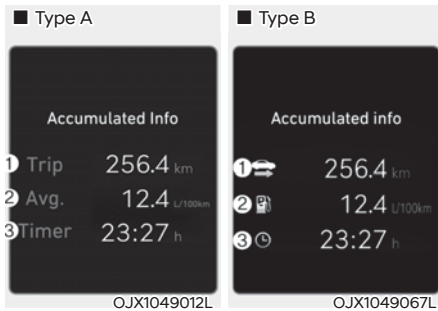 ■ Type A
Accumulated Info
1 Trip 256.4 km
2 Avg. 12.4 L/100km
3 Timer 23:27 h
OJX1049012L
■ Type B
Accumulated info
1 256.4 km
2 12.4 L/100km
3 23:27 h
OJX1049067L